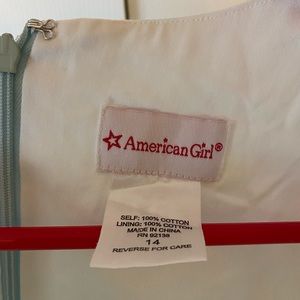 American Girl®
SELF: 100% COTTON
LINING: 100% COTTON
MADE IN CHINA
RN 92138
14
REVERSE FOR CARE